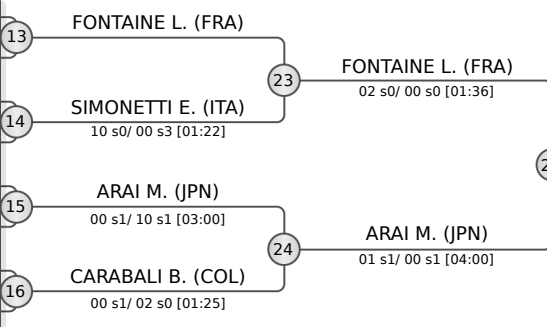 FONTAINE L. (FRA)
13
23
FONTAINE L. (FRA)
02 s0/ 00 s0 [01:36]
14
SIMONETTI E. (ITA)
10 s0/ 00 s3 [01:22]
2
15
ARAI M. (JPN)
00 s1/ 10 s1 [03:00]
24
ARAI M. (JPN)
01 s1/ 00 s1 [04:00]
16
CARABALI B. (COL)
00 s1/ 02 s0 [01:25]